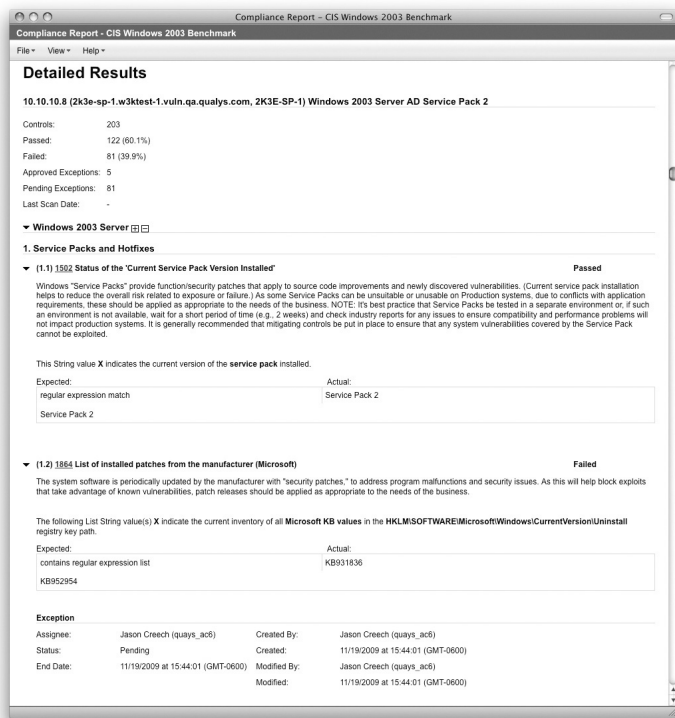 Compliance Report – CIS Windows 2003 Benchmark
Compliance Report - CIS Windows 2003 Benchmark
File View Help
Detailed Results
10.10.10.8 (2k3e-sp-1.w3ktest-1.vuln.qa.qualys.com, 2K3E-SP-1) Windows 2003 Server AD Service Pack 2
Controls: 203
Passed: 122 (60.1%)
Failed: 81 (39.9%)
Approved Exceptions: 5
Pending Exceptions: 81
Last Scan Date: -
Windows 2003 Server
1. Service Packs and Hotfixes
(1.1) 1502 Status of the 'Current Service Pack Version Installed' Passed
Windows "Service Packs" provide function/security patches that apply to source code improvements and newly discovered vulnerabilities. (Current service pack installation
helps to reduce the overall risk related to exposure or failure.) As some Service Packs can be unsuitable or unusable on Production systems, due to conflicts with application
requirements, these should be applied as appropriate to the needs of the business. NOTE: It's best practice that Service Packs be tested in a separate environment or, if such
an environment is not available, wait for a short period of time (e.g., 2 weeks) and check industry reports for any issues to ensure compatibility and performance problems will
not impact production systems. It is generally recommended that mitigating controls be put in place to ensure that any system vulnerabilities covered by the Service Pack
cannot be exploited.
This String value X indicates the current version of the service pack installed.
Expected: Actual:
regular expression match Service Pack 2
Service Pack 2
(1.2) 1864 List of installed patches from the manufacturer (Microsoft) Failed
The system software is periodically updated by the manufacturer with "security patches," to address program malfunctions and security issues. As this will help block exploits
that take advantage of known vulnerabilities, patch releases should be applied as appropriate to the needs of the business.
The following List String value(s) X indicate the current inventory of all Microsoft KB values in the HKLM\SOFTWARE\Microsoft\Windows\CurrentVersion\Uninstall
registry key path.
Expected: Actual:
contains regular expression list KB931836
KB952954
Exception
Assignee: Jason Creech (quays_ac6) Created By: Jason Creech (quays_ac6)
Status: Pending Created: 11/19/2009 at 15:44:01 (GMT-0600)
End Date: 11/19/2009 at 15:44:01 (GMT-0600) Modified By: Jason Creech (quays_ac6)
Modified: 11/19/2009 at 15:44:01 (GMT-0600)